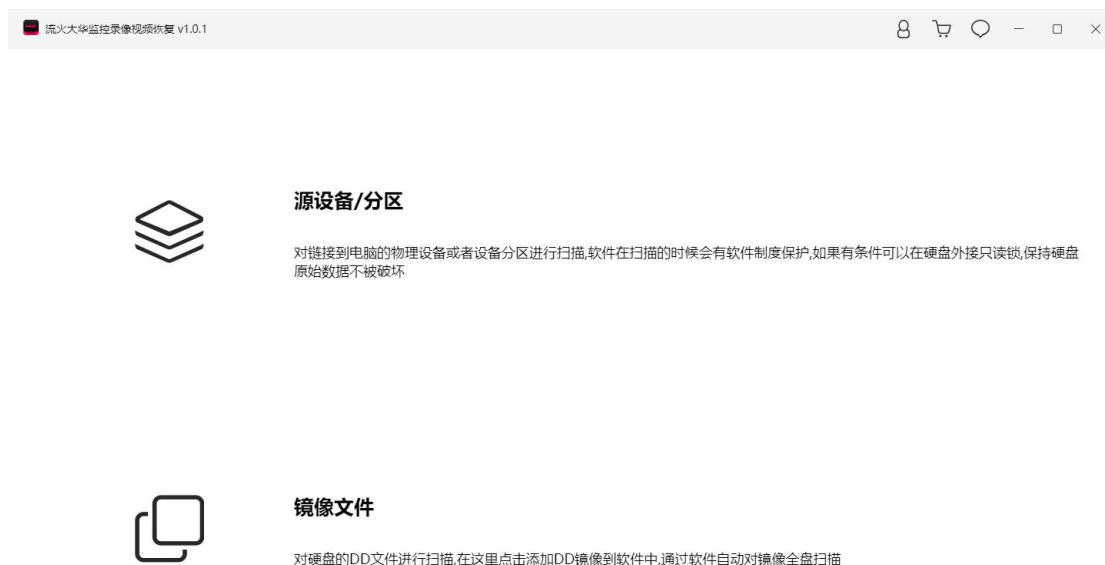 流火大华监控录像视频恢复 v1.0.1
源设备/分区
对链接到电脑的物理设备或者设备分区进行扫描,软件在扫描的时候会有软件制度保护,如果有条件可以在硬盘外接只读锁,保持硬盘
原始数据不被破坏
镜像文件
对硬盘的DD文件进行扫描,在这里点击添加DD镜像到软件中,通过软件自动对镜像全盘扫描